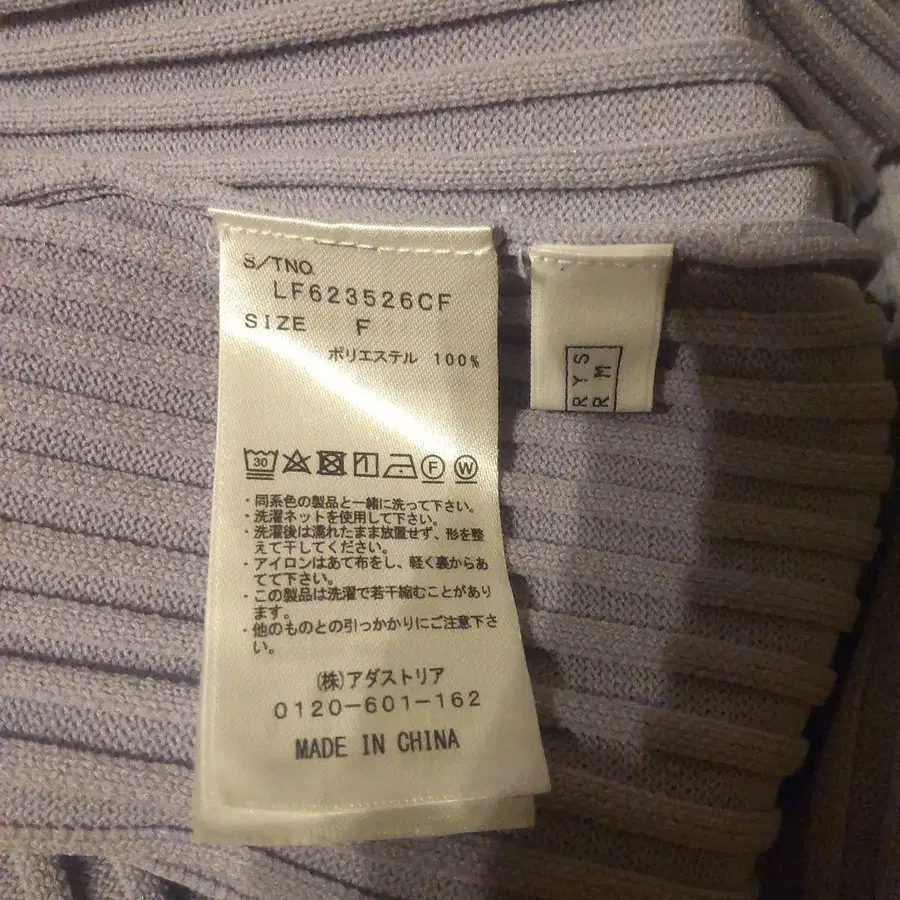 S/TNO.
LF623526CF
SIZE F
ポリエステル 100%
30 1 F W
・同系色の製品と一緒に洗って下さい。
・洗濯ネットを使用して下さい。
・洗濯後は濡れたまま放置せず、形を整
えて干してください。
・アイロンはあて布をし、軽く裏からあ
てて下さい。
・この製品は洗濯で若干縮むことがあり
ます。
・他のものとの引っかかりにご注意下さ
い。
(株)アダストリア
0120-601-162
MADE IN CHINA
RYS
RM